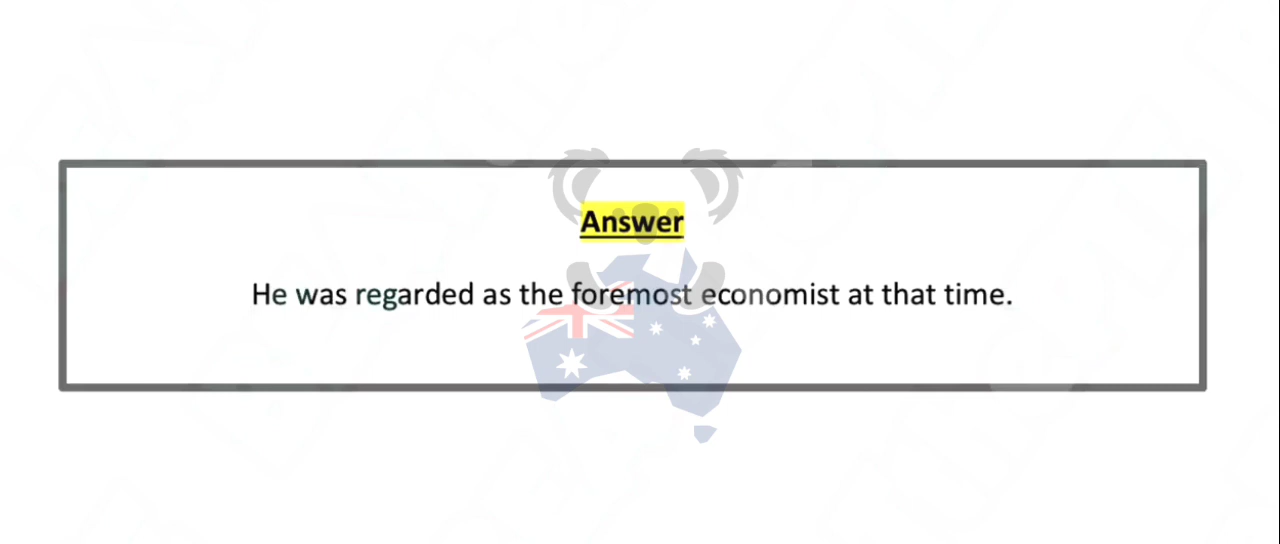 Answer
He was regarded as the foremost economist at that time.